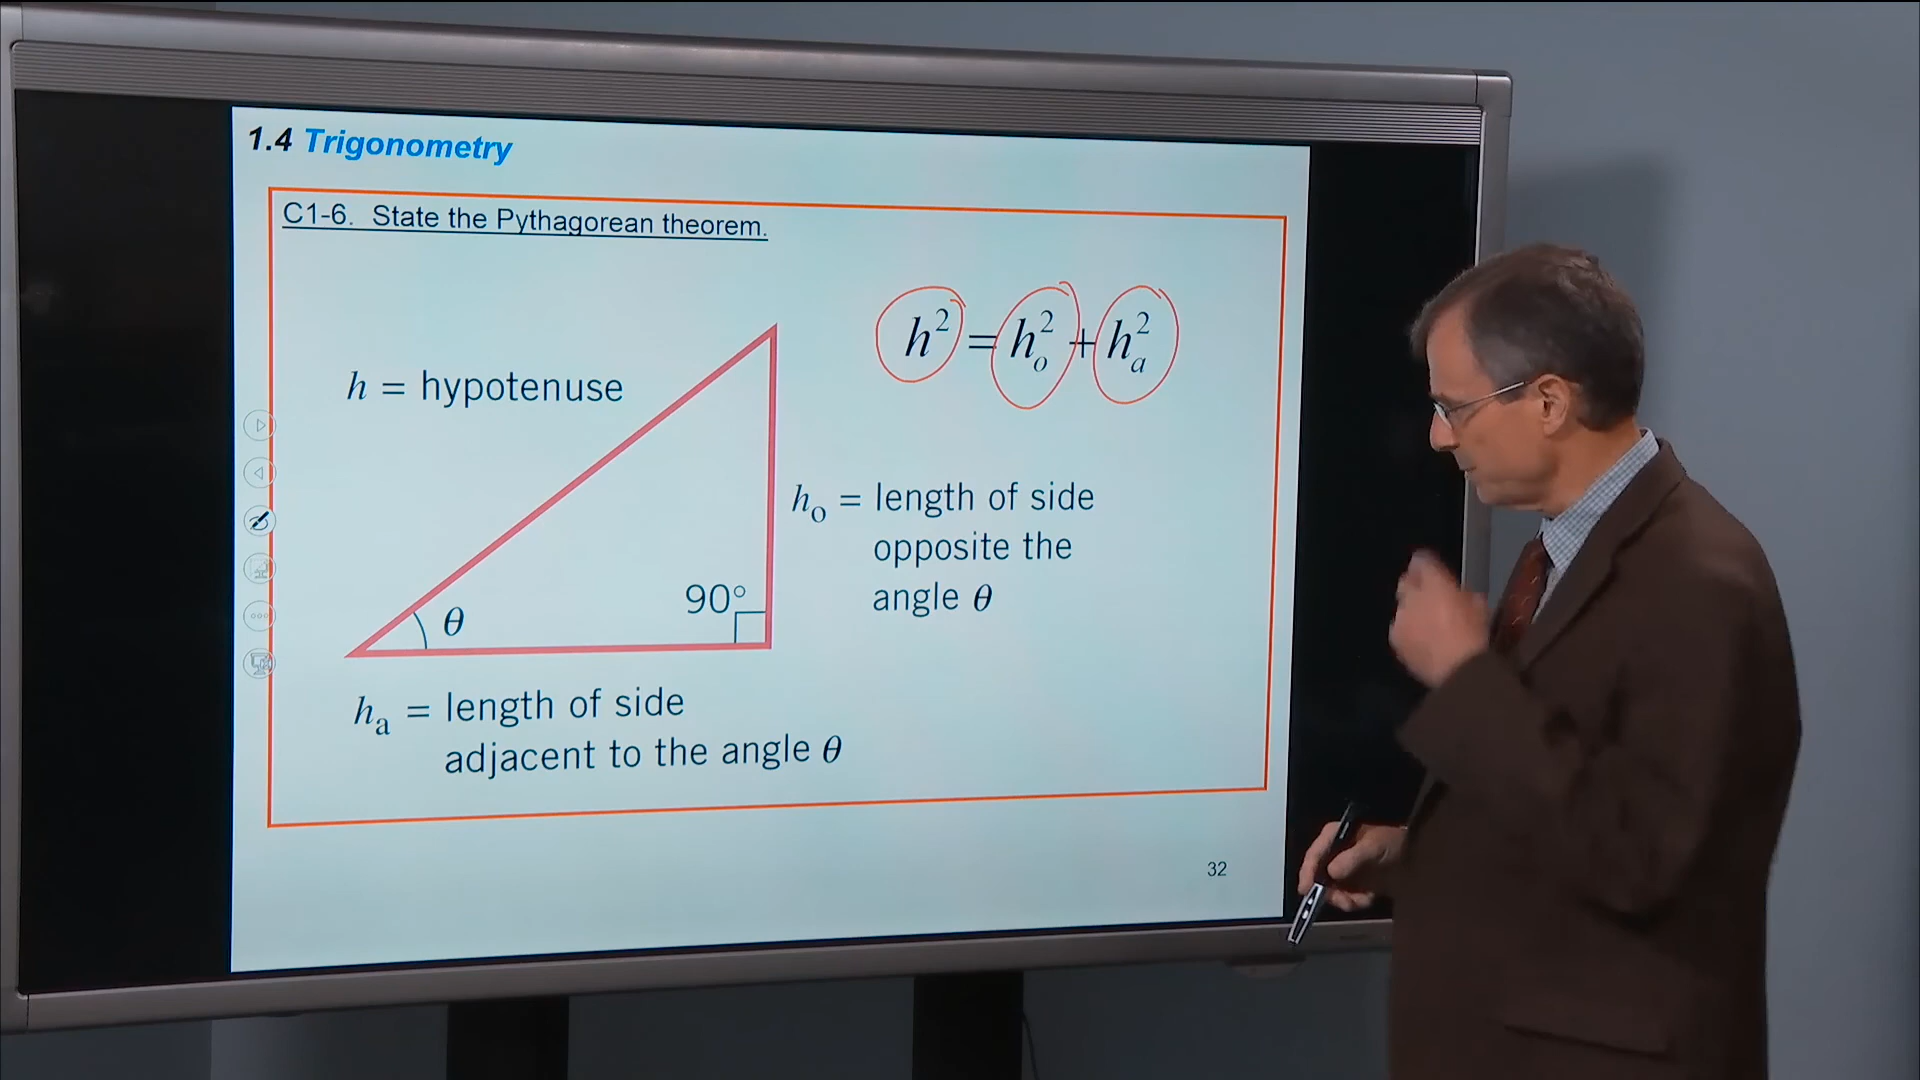 1.4 Trigonometry
C1-6. State the Pythagorean theorem.
h² = hₒ² + hₐ²
h = hypotenuse
hₒ = length of side
opposite the
angle θ
θ
90°
hₐ = length of side
adjacent to the angle θ
32